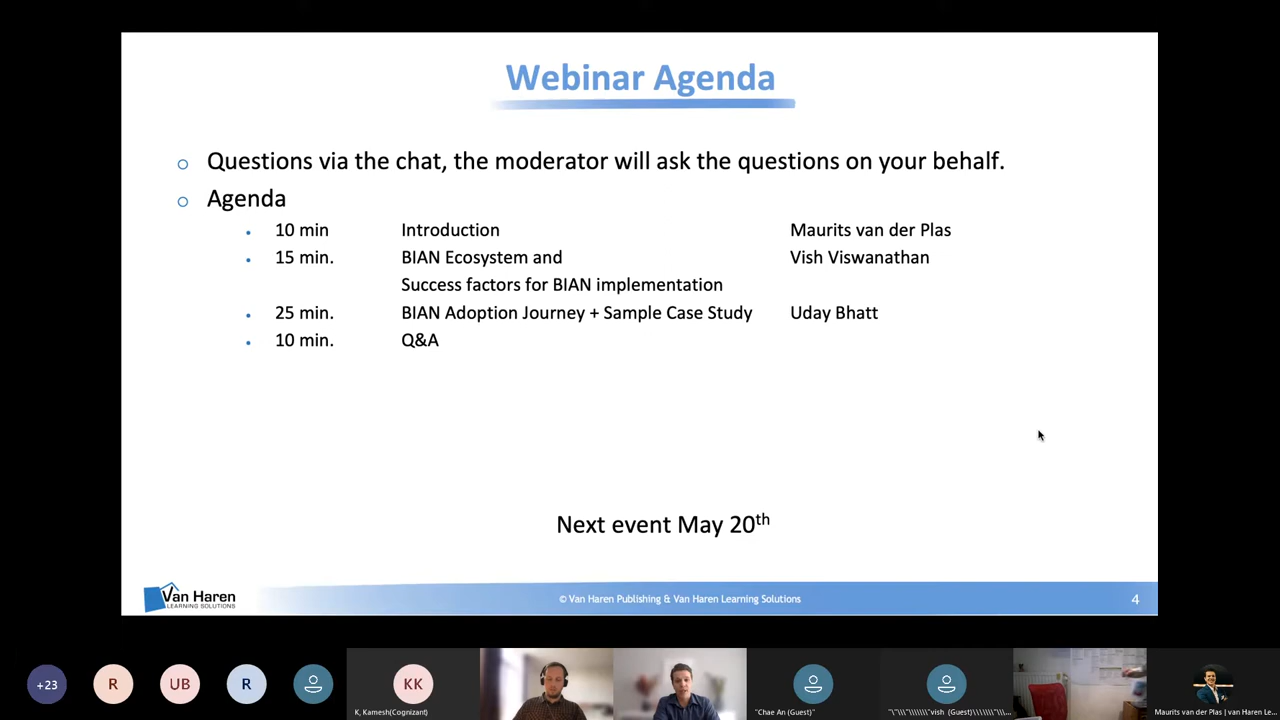 Webinar Agenda
Questions via the chat, the moderator will ask the questions on your behalf.
Agenda
10 min Introduction Maurits van der Plas
15 min. BIAN Ecosystem and Vish Viswanathan
Success factors for BIAN implementation
25 min. BIAN Adoption Journey + Sample Case Study Uday Bhatt
10 min. Q&A
Next event May 20th
Van Haren
LEARNING SOLUTIONS
© Van Haren Publishing & Van Haren Learning Solutions
4
+23
R
UB
R
KK
K, Kamesh(Cognizant)
"Chae An (Guest)"
"\"\\"\\\\\\\"vish (Guest)\\\\\\\"\\...
Maurits van der Plas | van Haren Le...